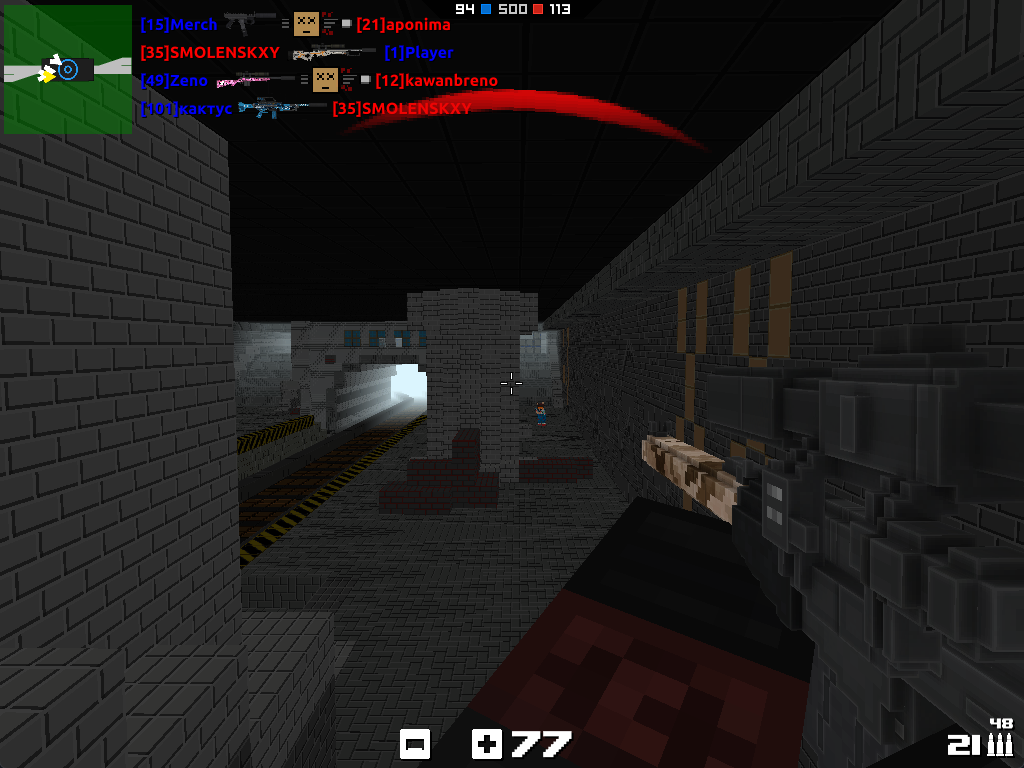 94 500 113
[15]Merch [21]aponima
[35]SMOLENSKXY [1]Player
[49]Zeno [12]kawanbreno
[101]кактус [35]SMOLENSKXY
77
48
21